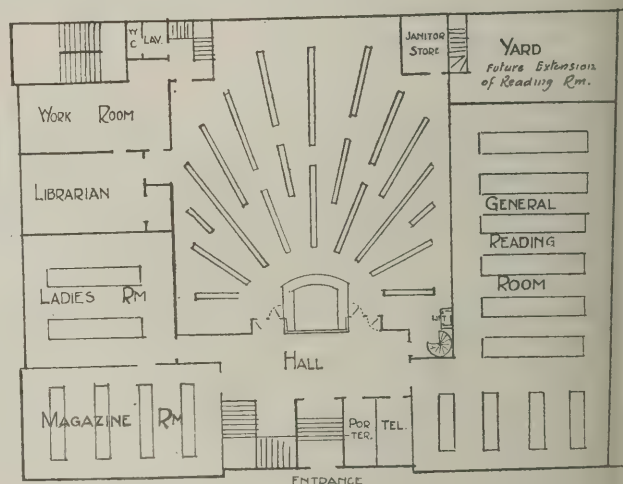 W C
LAV.
JANITOR
STORE
YARD
Future Extension
of Reading Rm.
WORK ROOM
LIBRARIAN
GENERAL
READING
ROOM
LADIES RM
LIFT
HALL
MAGAZINE RM
POR
TER.
TEL.
ENTRANCE